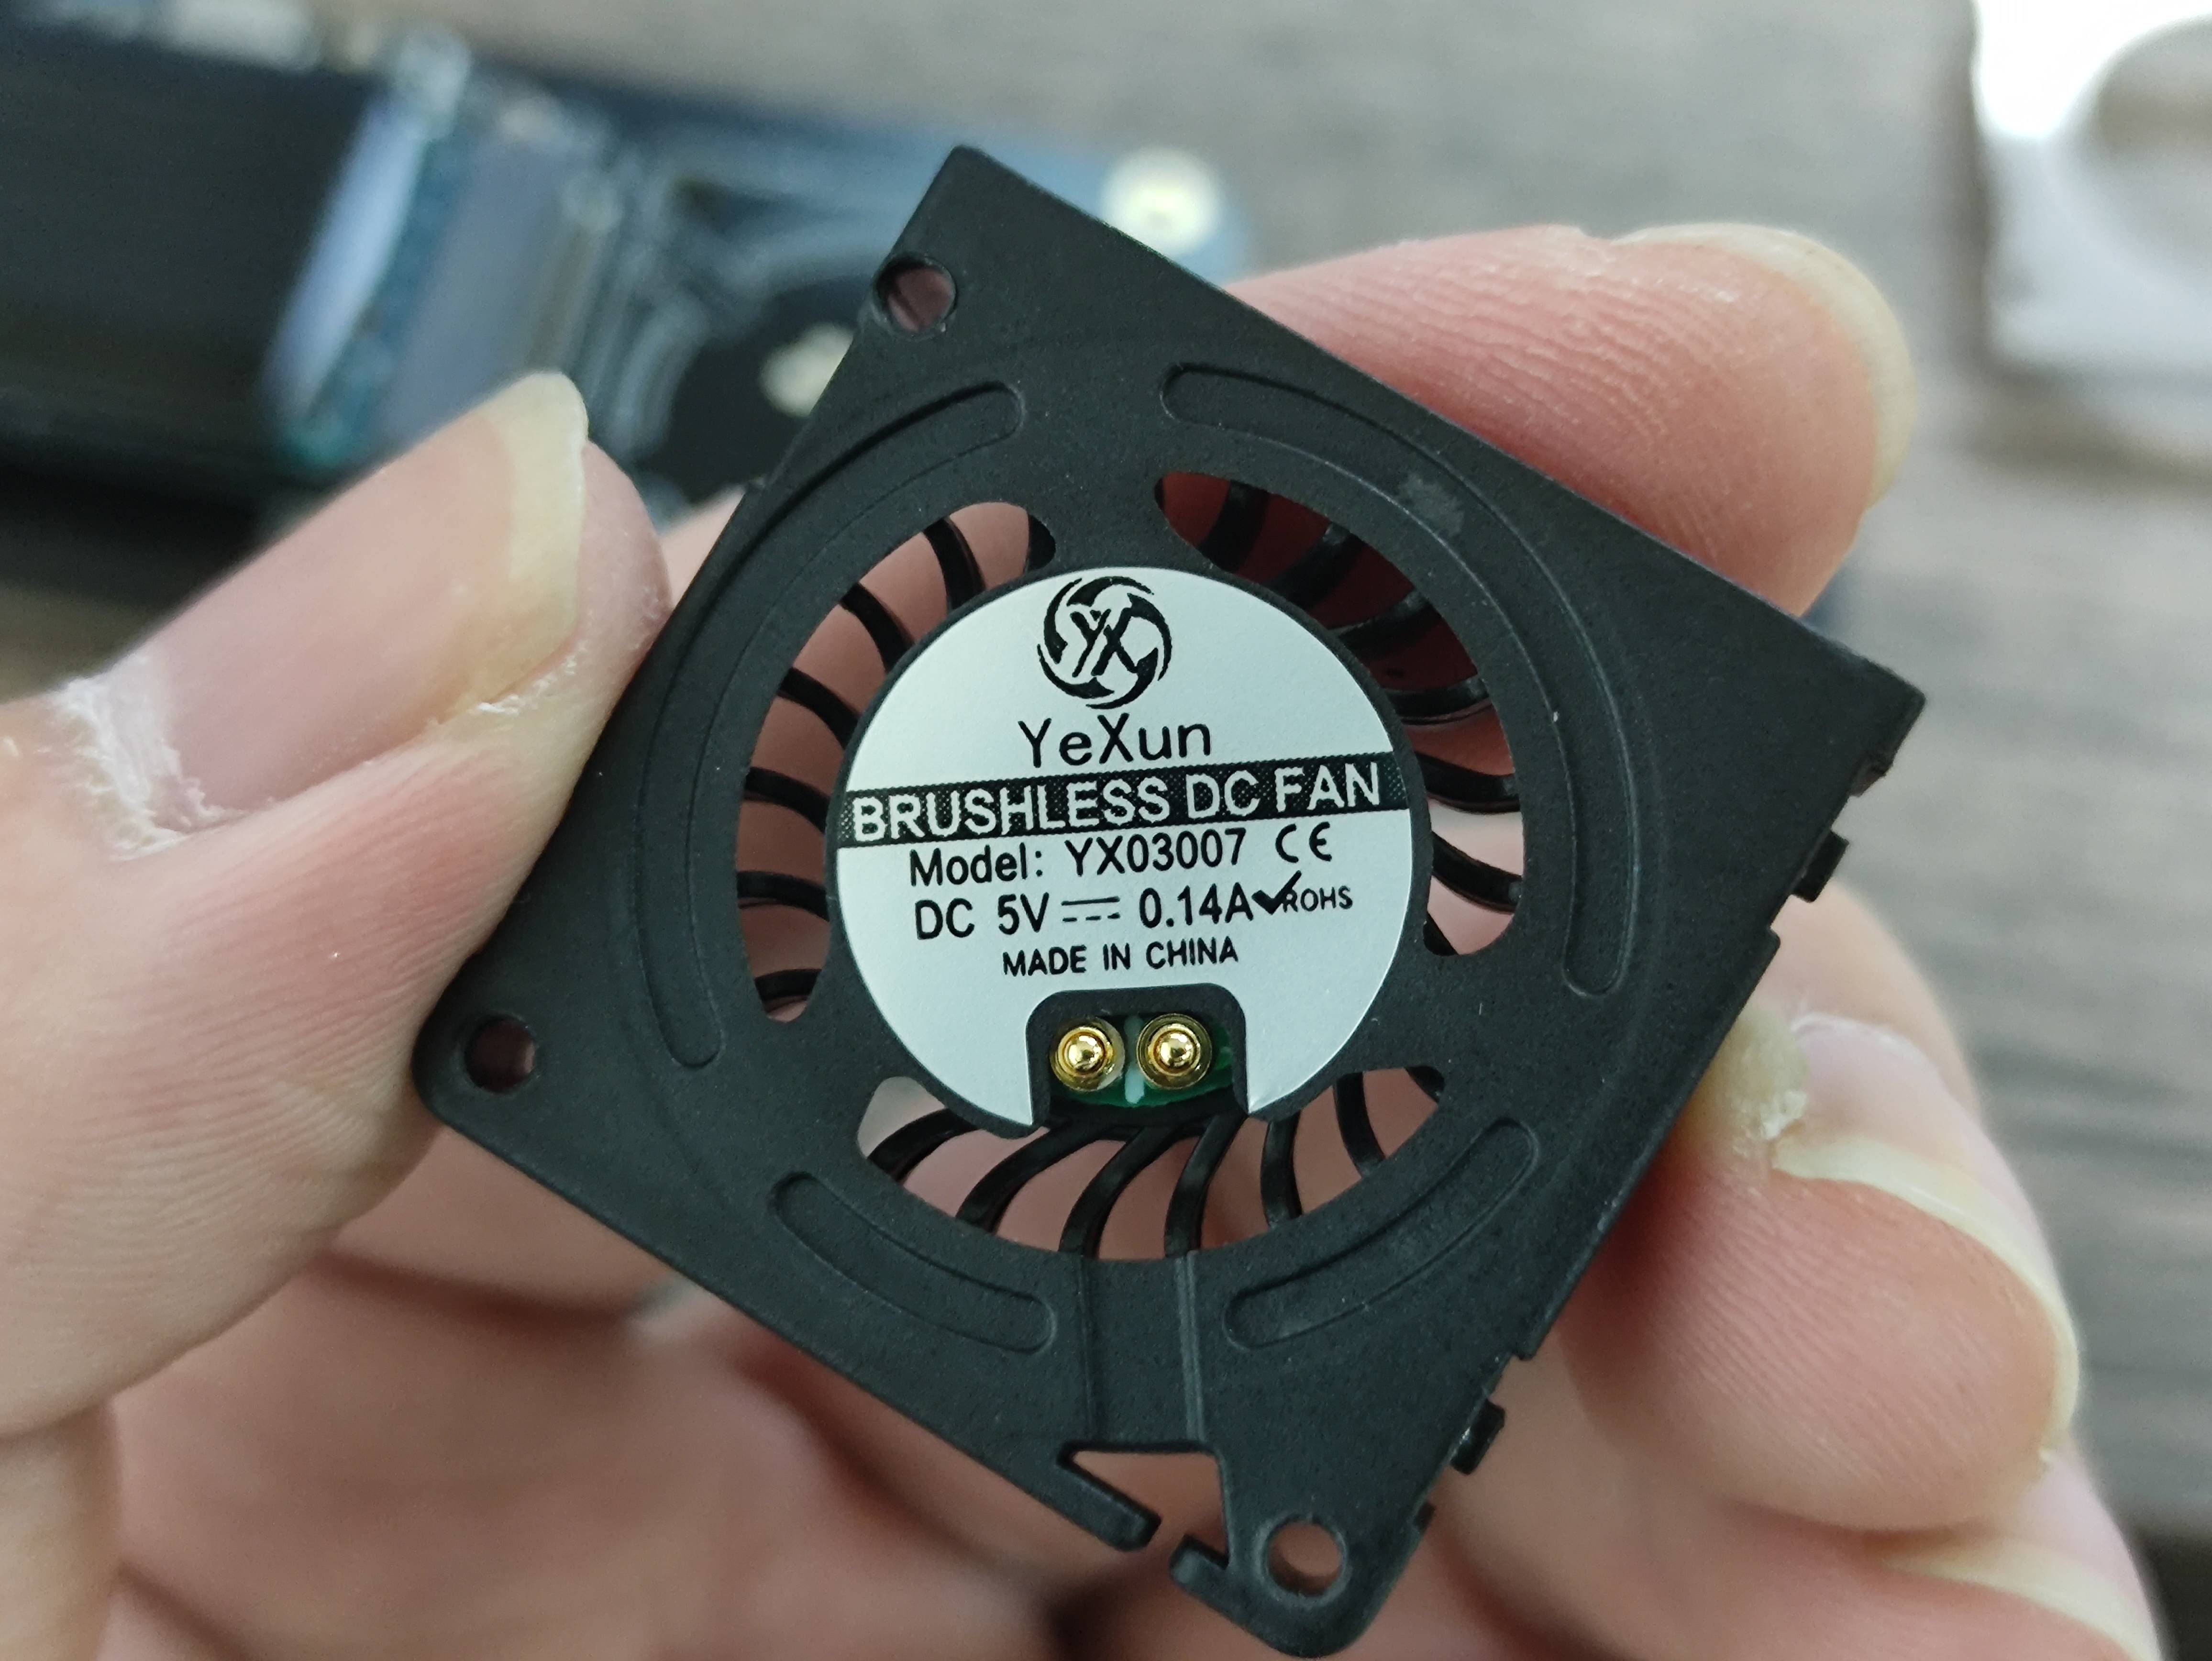 YX
YeXun
BRUSHLESS DC FAN
Model: YX03007 CE
DC 5V⎓0.14A✓ROHS
MADE IN CHINA